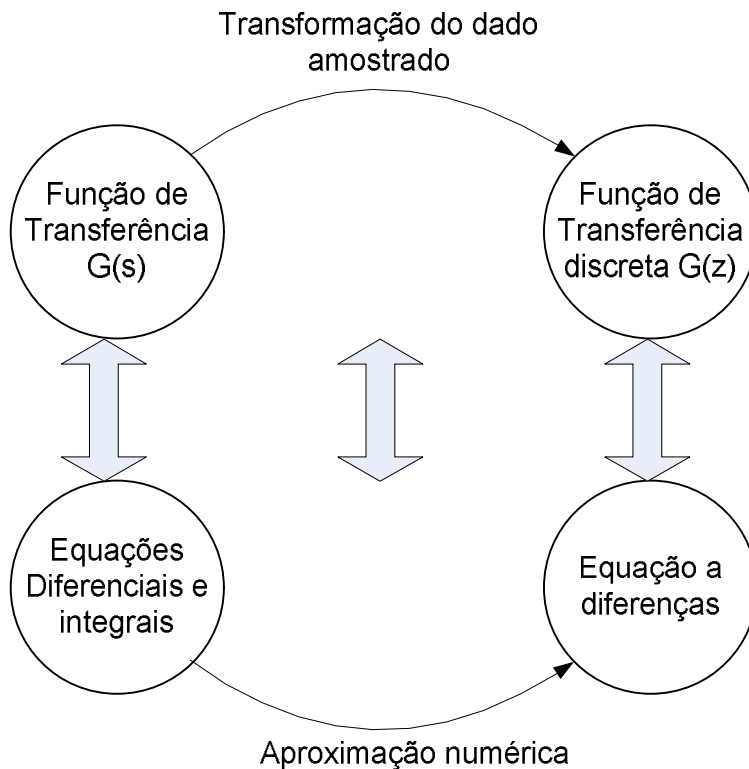 Transformação do dado
amostrado
Função de
Transferência
G(s)
Função de
Transferência
discreta G(z)
Equações
Diferenciais e
integrais
Equação a
diferenças
Aproximação numérica